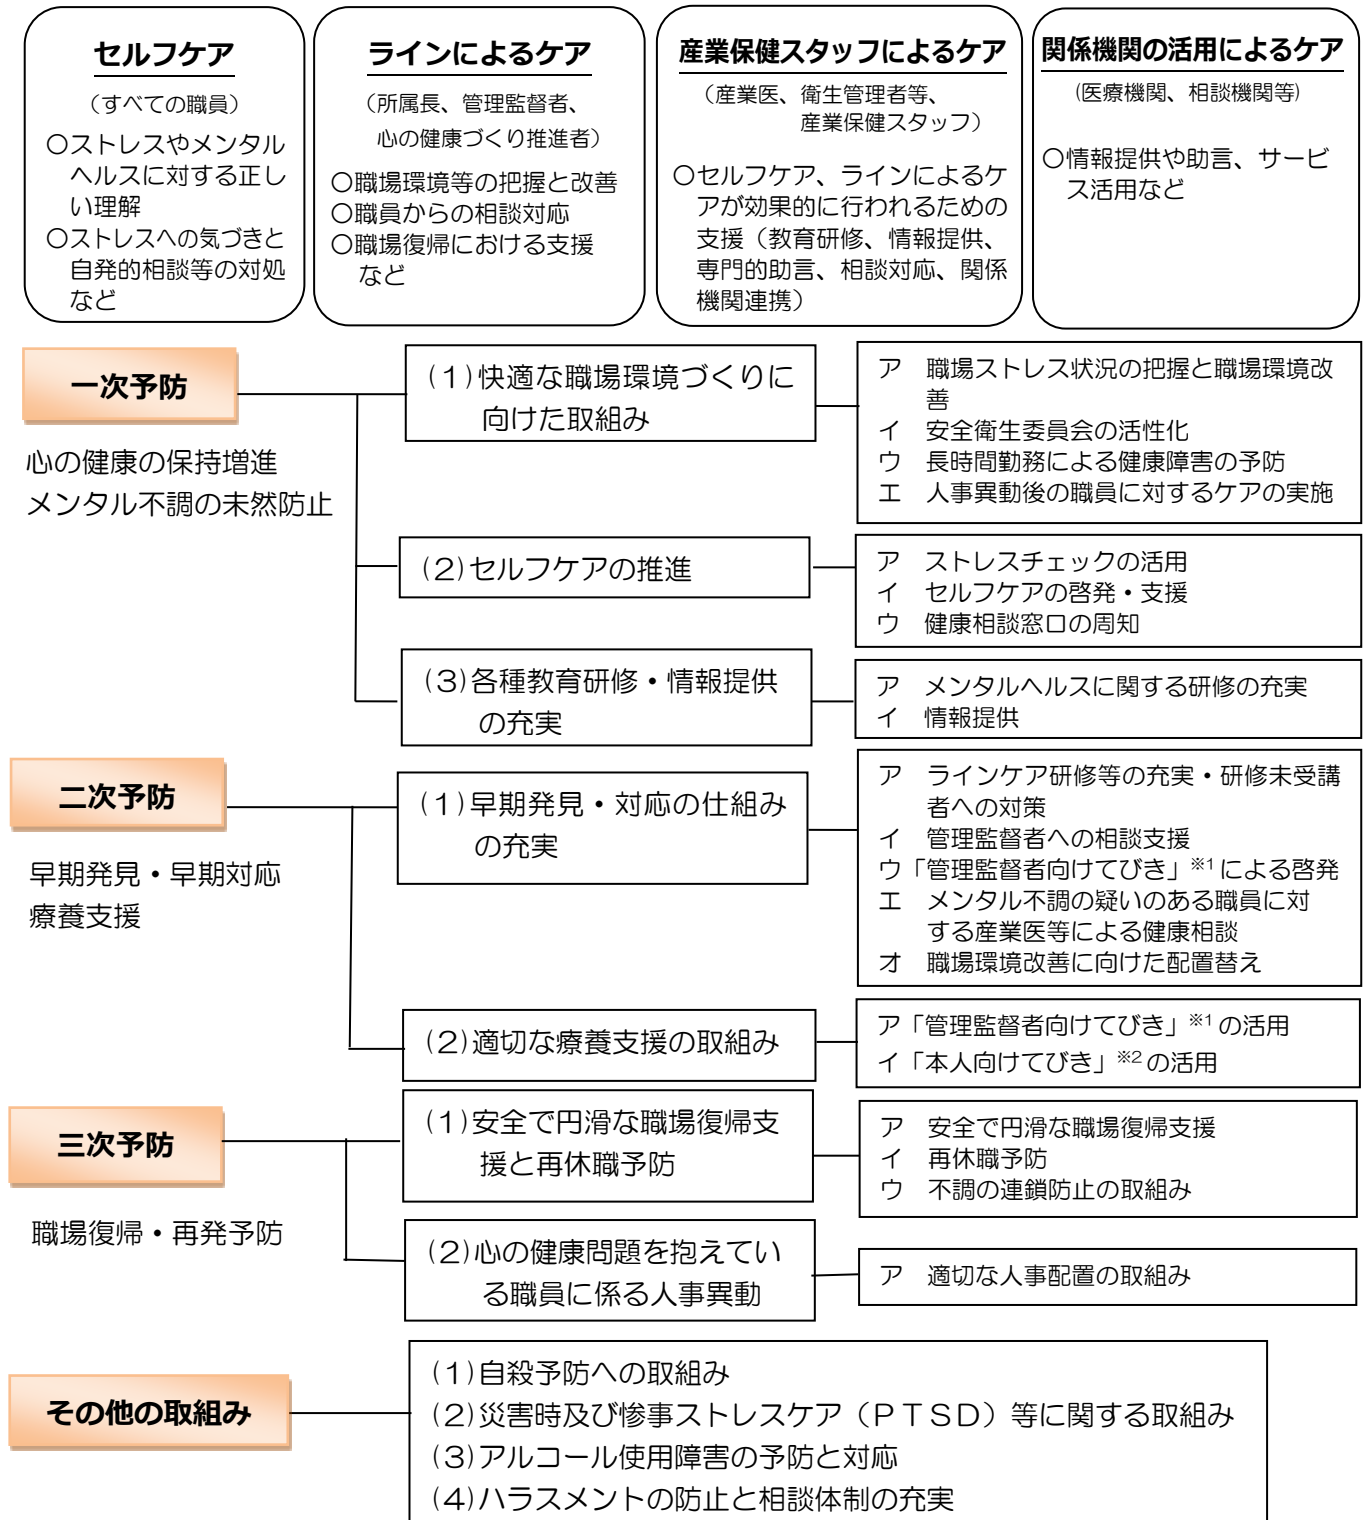 セルフケア
（すべての職員）
〇ストレスやメンタル
ヘルスに対する正し
い理解
〇ストレスへの気づきと
自発的相談等の対処
など
ラインによるケア
（所属長、管理監督者、
心の健康づくり推進者）
〇職場環境等の把握と改善
〇職員からの相談対応
〇職場復帰における支援
など
産業保健スタッフによるケア
（産業医、衛生管理者等、
産業保健スタッフ）
〇セルフケア、ラインによるケ
アが効果的に行われるための
支援（教育研修、情報提供、
専門的助言、相談対応、関係
機関連携）
関係機関の活用によるケア
(医療機関、相談機関等)
〇情報提供や助言、サービ
ス活用など
一次予防
心の健康の保持増進
メンタル不調の未然防止
(１)快適な職場環境づくりに
向けた取組み
ア　職場ストレス状況の把握と職場環境改
善
イ　安全衛生委員会の活性化
ウ　長時間勤務による健康障害の予防
エ　人事異動後の職員に対するケアの実施
(２)セルフケアの推進
ア　ストレスチェックの活用
イ　セルフケアの啓発・支援
ウ　健康相談窓口の周知
(３)各種教育研修・情報提供
の充実
ア　メンタルヘルスに関する研修の充実
イ　情報提供
二次予防
早期発見・早期対応
療養支援
(１)早期発見・対応の仕組み
の充実
ア　ラインケア研修等の充実・研修未受講
者への対策
イ　管理監督者への相談支援
ウ「管理監督者向けてびき」※1による啓発
エ　メンタル不調の疑いのある職員に対
する産業医等による健康相談
オ　職場環境改善に向けた配置替え
(２)適切な療養支援の取組み
ア「管理監督者向けてびき」※1の活用
イ「本人向けてびき」※2の活用
三次予防
職場復帰・再発予防
(１)安全で円滑な職場復帰支
援と再休職予防
ア　安全で円滑な職場復帰支援
イ　再休職予防
ウ　不調の連鎖防止の取組み
(２)心の健康問題を抱えてい
る職員に係る人事異動
ア　適切な人事配置の取組み
その他の取組み
(１)自殺予防への取組み
(２)災害時及び惨事ストレスケア（ＰＴＳＤ）等に関する取組み
(３)アルコール使用障害の予防と対応
(４)ハラスメントの防止と相談体制の充実